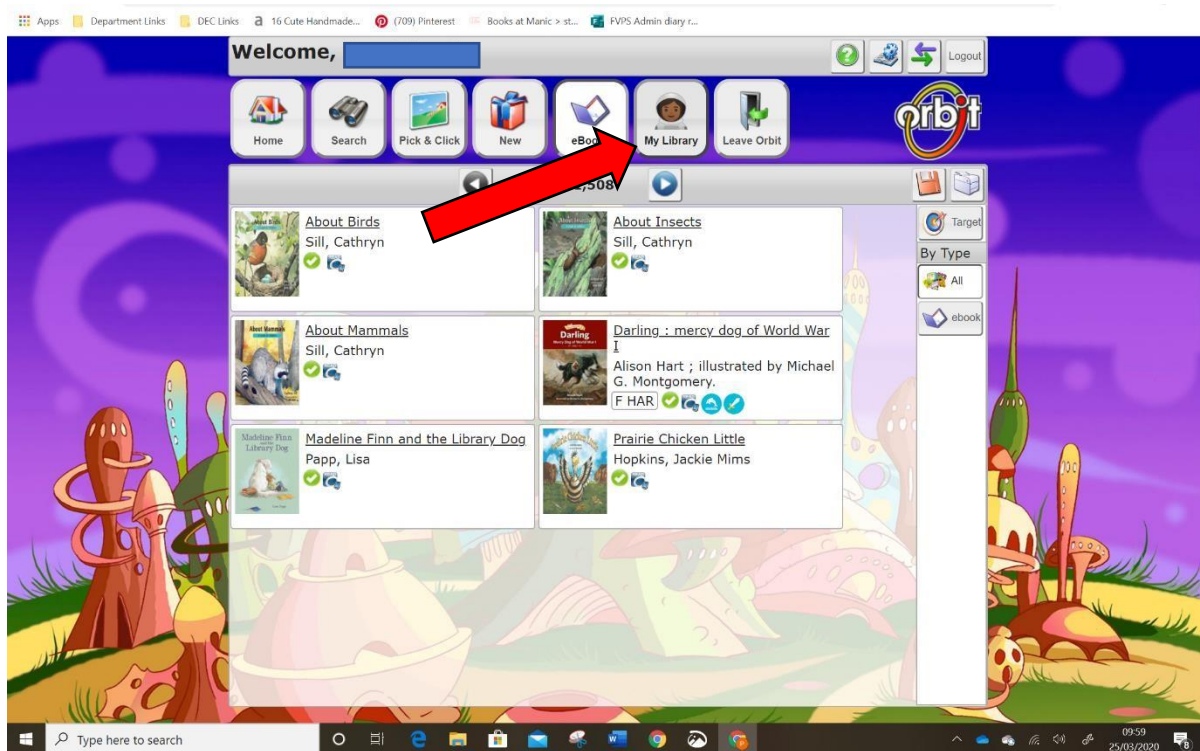 Apps Department Links DEC Links 16 Cute Handmade... (709) Pinterest Books at Manic > st... FVPS Admin diary r...
Welcome,
Logout
Home Search Pick & Click New My Library Leave Orbit
orbit
,508
About Birds
Sill, Cathryn
About Insects
Sill, Cathryn
About Mammals
Sill, Cathryn
Darling : mercy dog of World War
I
Alison Hart ; illustrated by Michael
G. Montgomery.
F HAR
Madeline Finn and the Library Dog
Papp, Lisa
Prairie Chicken Little
Hopkins, Jackie Mims
Target
By Type
All
ebook
Type here to search
09:59
25/03/2020